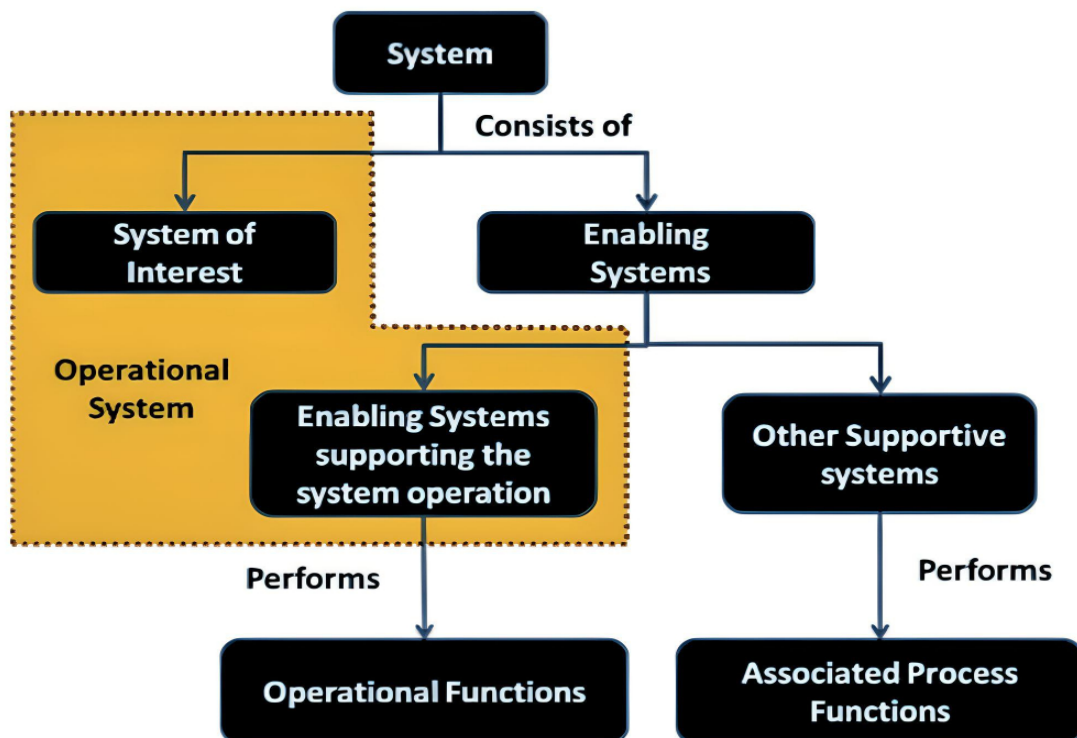 System
Consists of
System of
Interest
Enabling
Systems
Operational
System
Enabling Systems
supporting the
system operation
Other Supportive
systems
Performs
Performs
Operational Functions
Associated Process
Functions